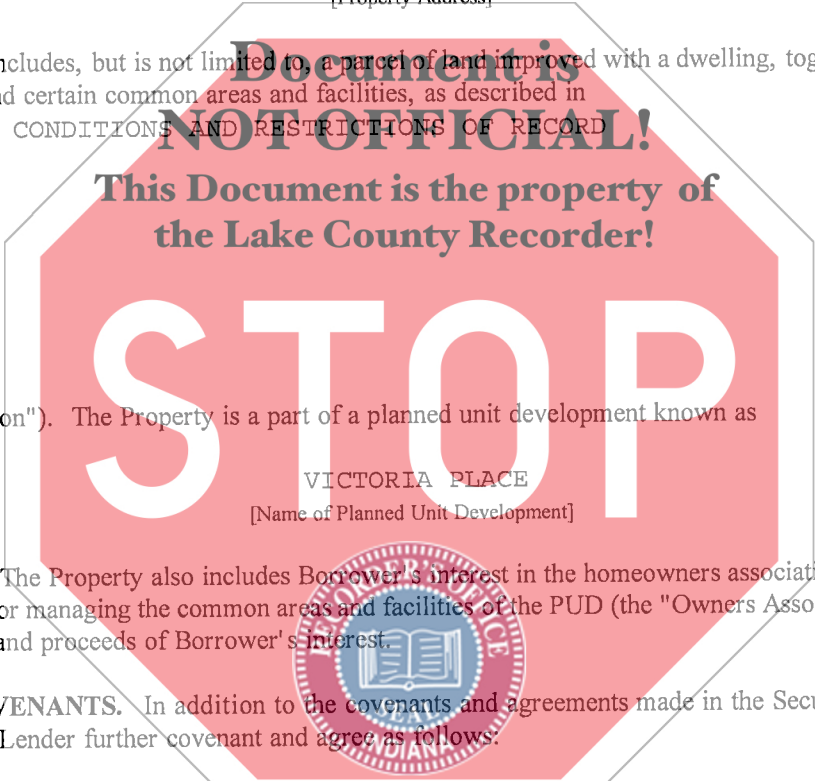 [Property Address]
ncludes, but is not limited to, a parcel of land improved with a dwelling, tog
Document is
d certain common areas and facilities, as described in
CONDITIONS AND RESTRICTIONS OF RECORD
NOT OFFICIAL!
This Document is the property of
the Lake County Recorder!
STOP
on"). The Property is a part of a planned unit development known as
VICTORIA PLACE
[Name of Planned Unit Development]
The Property also includes Borrower's interest in the homeowners associati
or managing the common areas and facilities of the PUD (the "Owners Asso
and proceeds of Borrower's interest.
RECORDER'S OFFICE
SEAL
INDIANA
VENANTS. In addition to the covenants and agreements made in the Secu
Lender further covenant and agree as follows: